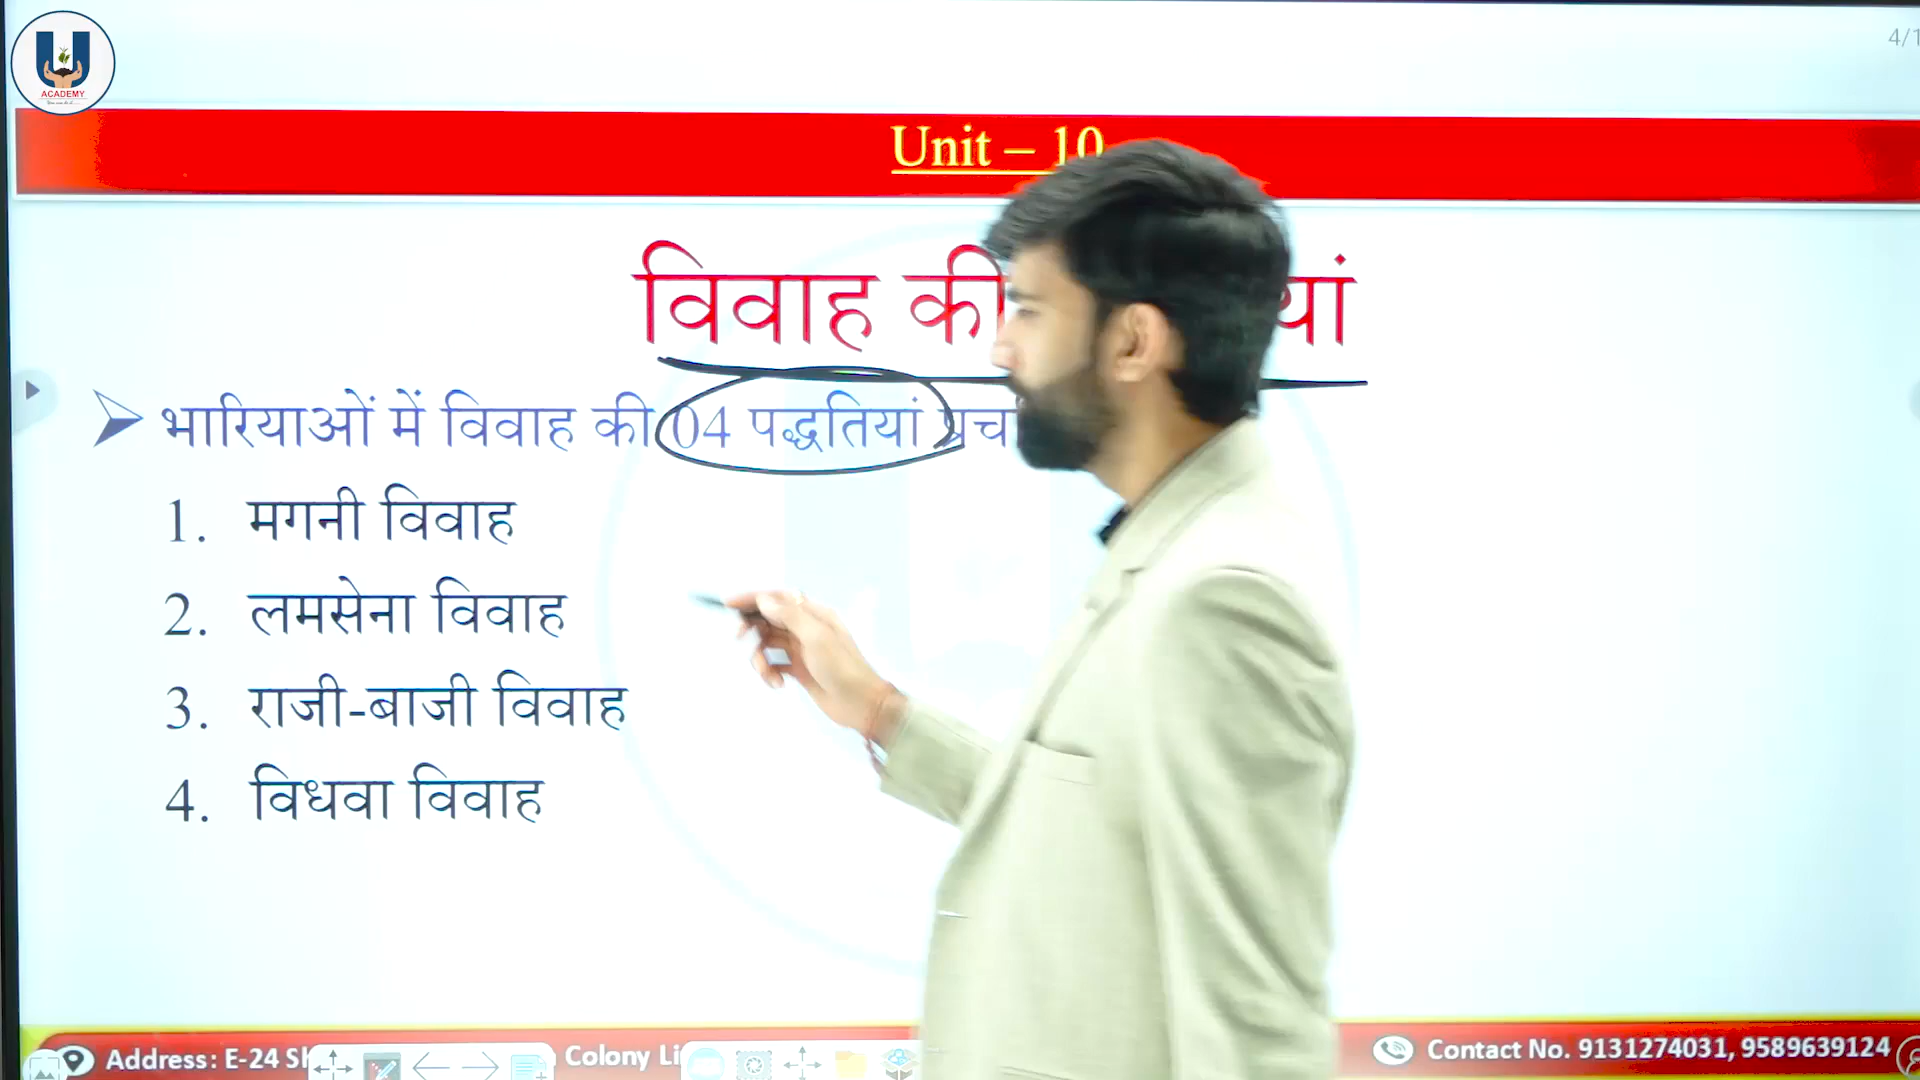 U
ACADEMY
4/1
Unit – 10
विवाह की
भारियाओं में विवाह की 04 पद्धतियां
1. मगनी विवाह
2. लमसेना विवाह
3. राजी-बाजी विवाह
4. विधवा विवाह
Address: E-24 Colony
Contact No. 9131274031, 9589639124